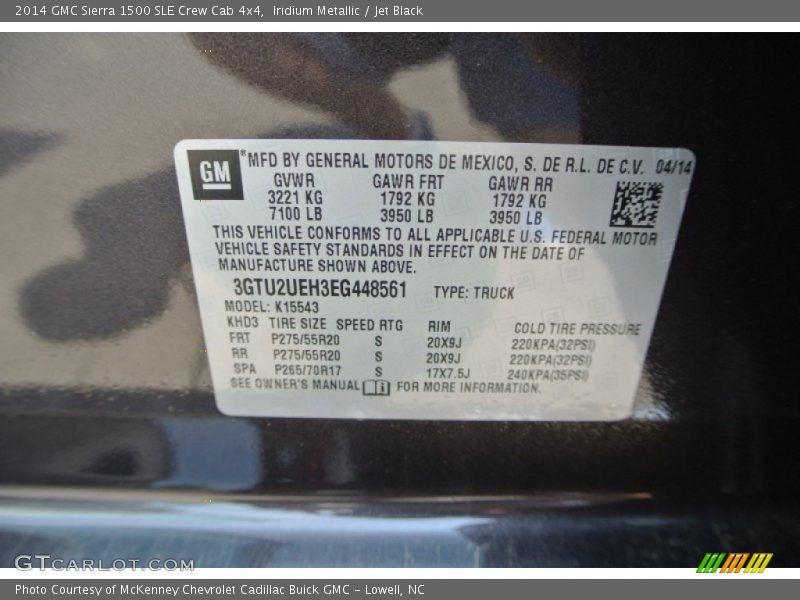 2014 GMC Sierra 1500 SLE Crew Cab 4x4, Iridium Metallic / Jet Black
GM *MFD BY GENERAL MOTORS DE MEXICO, S. DE R.L. DE C.V. 04/14
GVWR GAWR FRT GAWR RR
3221 KG 1792 KG 1792 KG
7100 LB 3950 LB 3950 LB
THIS VEHICLE CONFORMS TO ALL APPLICABLE U.S. FEDERAL MOTOR
VEHICLE SAFETY STANDARDS IN EFFECT ON THE DATE OF
MANUFACTURE SHOWN ABOVE.
3GTU2UEH3EG448561 TYPE: TRUCK
MODEL: K15543
KHD3 TIRE SIZE SPEED RTG RIM COLD TIRE PRESSURE
FRT P275/55R20 S 20X9J 220KPA(32PSI)
RR P275/55R20 S 20X9J 220KPA(32PSI)
SPA P265/70R17 S 17X7.5J 240KPA(35PSI)
SEE OWNER'S MANUAL FOR MORE INFORMATION.
GTCARLOT.COM
Photo Courtesy of McKenney Chevrolet Cadillac Buick GMC - Lowell, NC